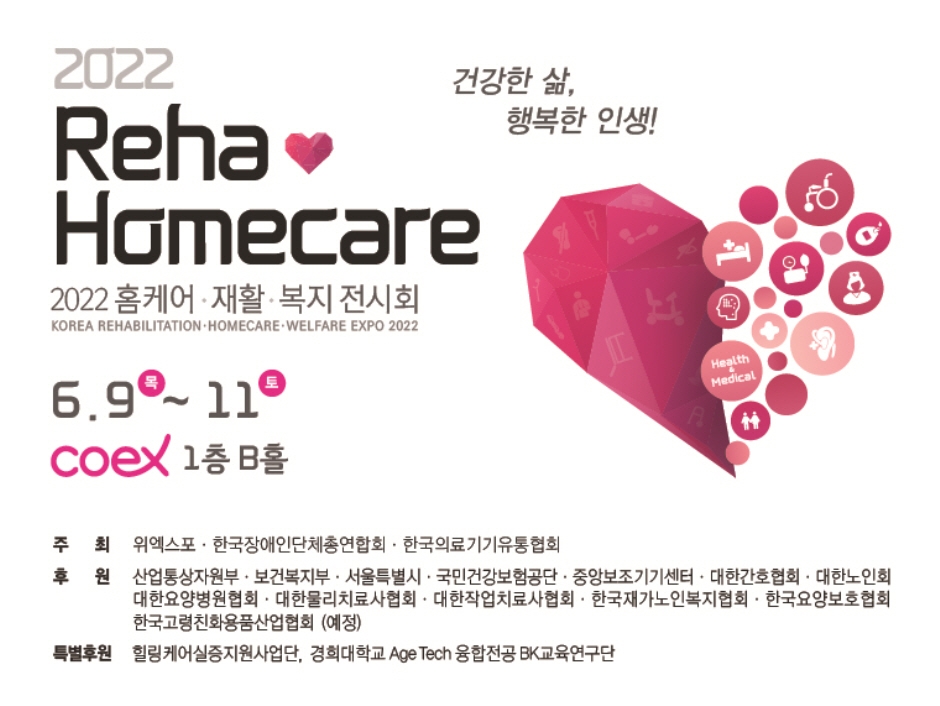 2022
Reha
Homecare
2022 홈케어·재활·복지 전시회
KOREA REHABILITATION·HOMECARE·WELFARE EXPO 2022
6.9 목 ~ 11 토
coex 1층 B홀
건강한 삶,
행복한 인생!
Health
&
Medical
주 최 위엑스포 · 한국장애인단체총연합회 · 한국의료기기유통협회
후 원 산업통상자원부 · 보건복지부 · 서울특별시 · 국민건강보험공단 · 중앙보조기기센터 · 대한간호협회 · 대한노인회
대한요양병원협회 · 대한물리치료사협회 · 대한작업치료사협회 · 한국재가노인복지협회 · 한국요양보호협회
한국고령친화용품산업협회 (예정)
특별후원 힐링케어실증지원사업단, 경희대학교 Age Tech 융합전공 BK교육연구단